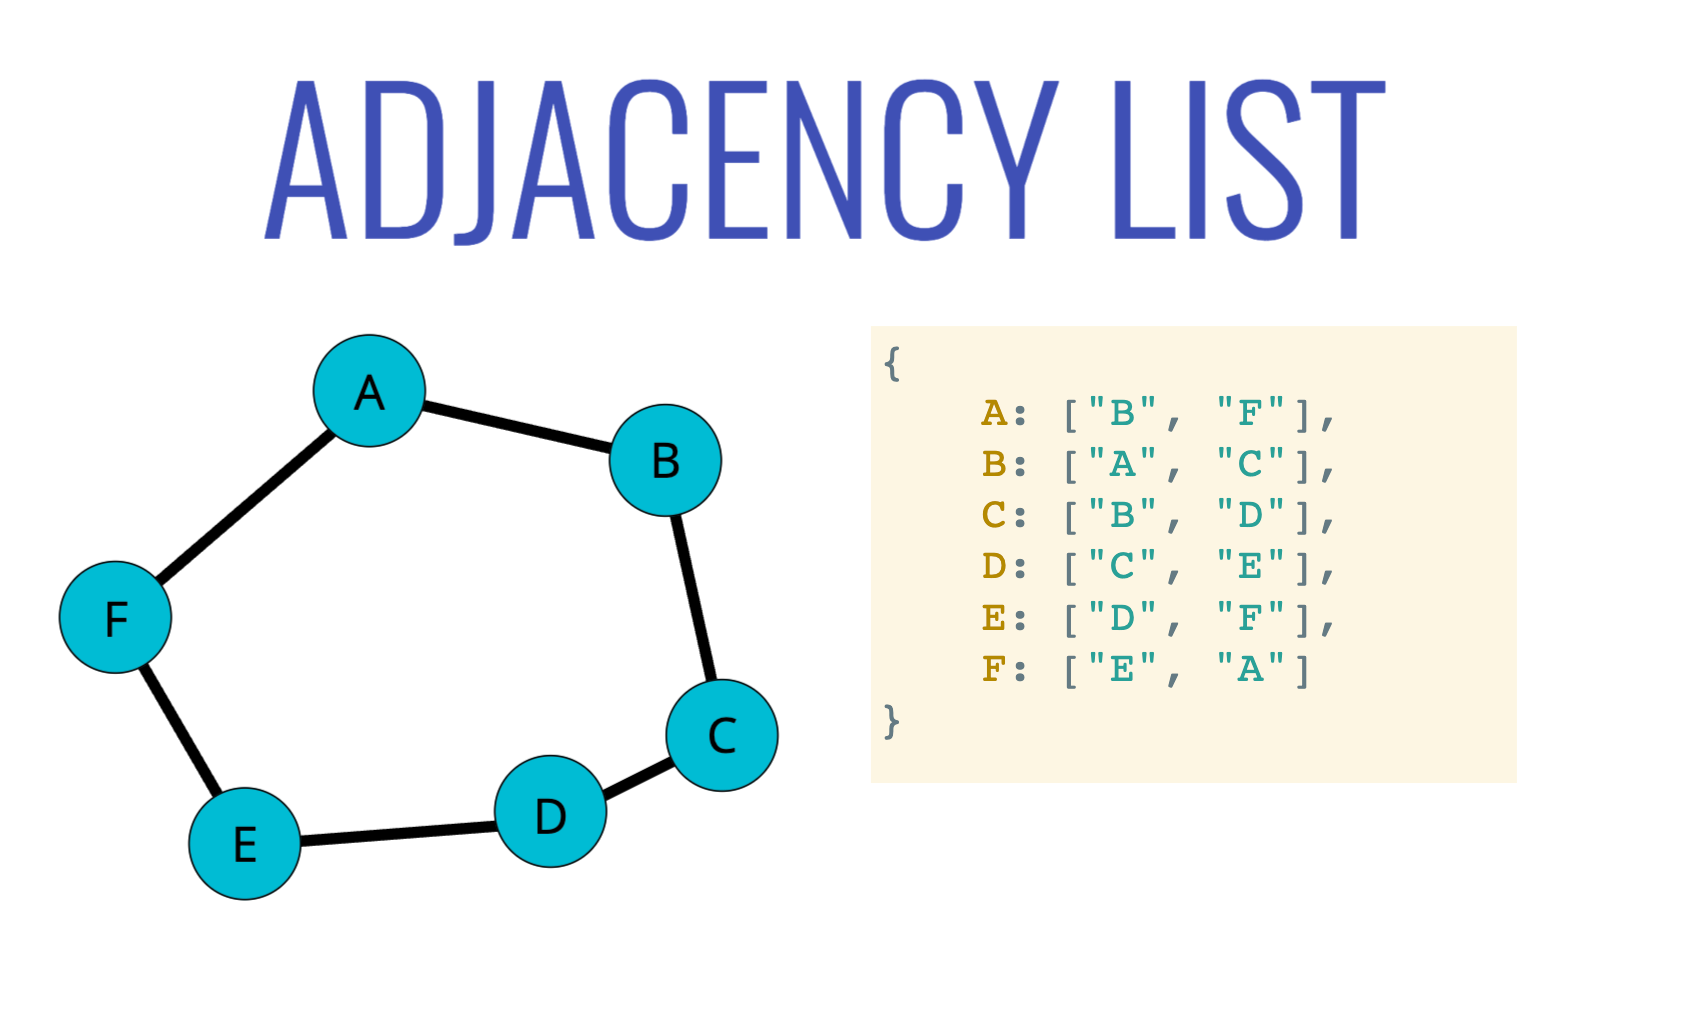 ADJACENCY LIST
A
B
F
C
D
E
{
A: ["B", "F"],
B: ["A", "C"],
C: ["B", "D"],
D: ["C", "E"],
E: ["D", "F"],
F: ["E", "A"]
}